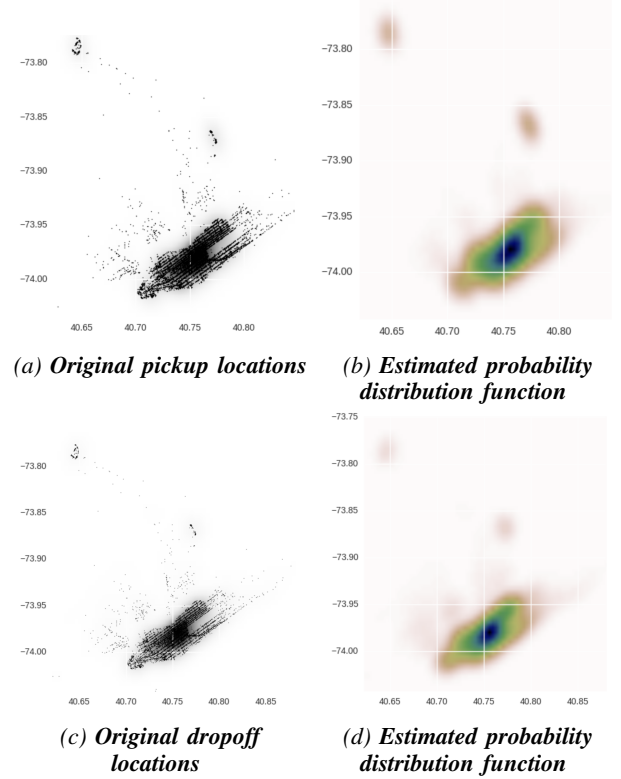 −73.80
−73.85
−73.90
−73.95
−74.00
40.65 40.70 40.75 40.80
(a) Original pickup locations
−73.80
−73.85
−73.90
−73.95
−74.00
40.65 40.70 40.75 40.80
(b) Estimated probability
distribution function
−73.80
−73.85
−73.90
−73.95
−74.00
40.65 40.70 40.75 40.80 40.85
(c) Original dropoff
locations
−73.75
−73.80
−73.85
−73.90
−73.95
−74.00
40.65 40.70 40.75 40.80 40.85
(d) Estimated probability
distribution function